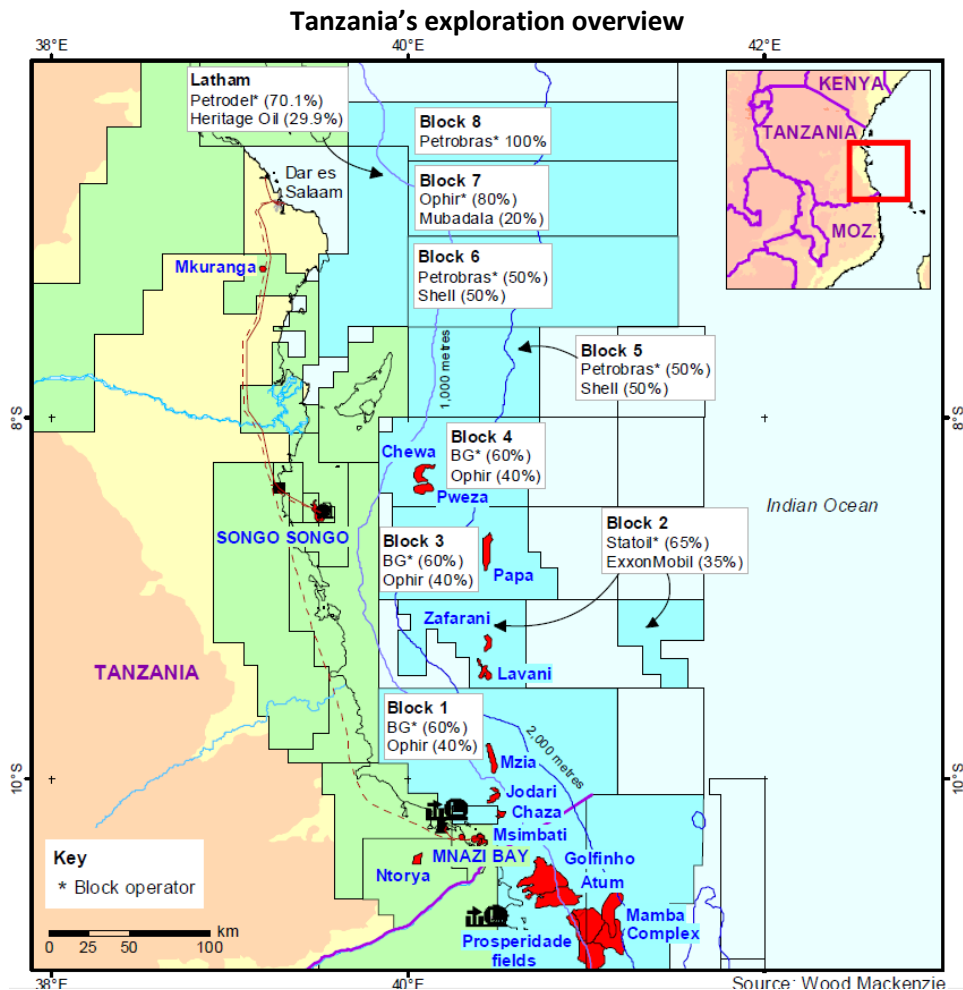 Tanzania's exploration overview
38°E
40°E
42°E
Latham
Petrodel* (70.1%)
Heritage Oil (29.9%)
Block 8
Petrobras* 100%
KENYA
TANZANIA
MOZ.
Dar es
Salaam
Block 7
Ophir* (80%)
Mubadala (20%)
Mkuranga
Block 6
Petrobras* (50%)
Shell (50%)
1,000 metres
Block 5
Petrobras* (50%)
Shell (50%)
8°S
8°S
Chewa
Block 4
BG* (60%)
Ophir (40%)
Pweza
Indian Ocean
SONGO SONGO
Block 3
BG* (60%)
Ophir (40%)
Block 2
Statoil* (65%)
ExxonMobil (35%)
Papa
Zafarani
TANZANIA
Lavani
Block 1
BG* (60%)
Ophir (40%)
2,000 metres
Mzia
10°S
10°S
Jodari
Chaza
Msimbati
MNAZI BAY
Ntorya
Golfinho
Atum
Mamba
Complex
Prosperidade
fields
Key
* Block operator
km
0 25 50 100
38°E
40°E
Source: Wood Mackenzie